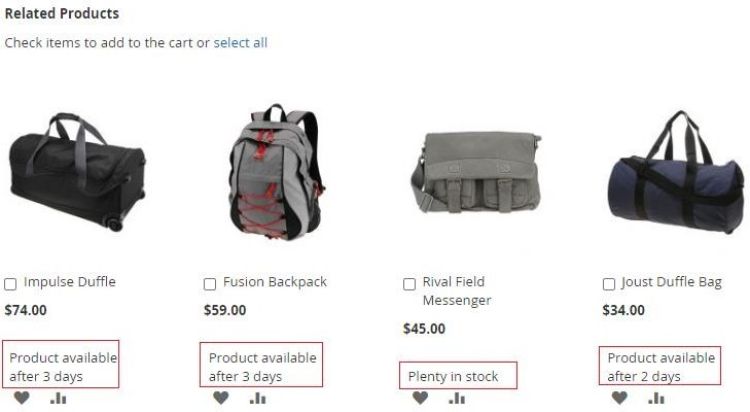 Related Products
Check items to add to the cart or select all
Impulse Duffle
$74.00
Product available
after 3 days
Fusion Backpack
$59.00
Product available
after 3 days
Rival Field
Messenger
$45.00
Plenty in stock
Joust Duffle Bag
$34.00
Product available
after 2 days